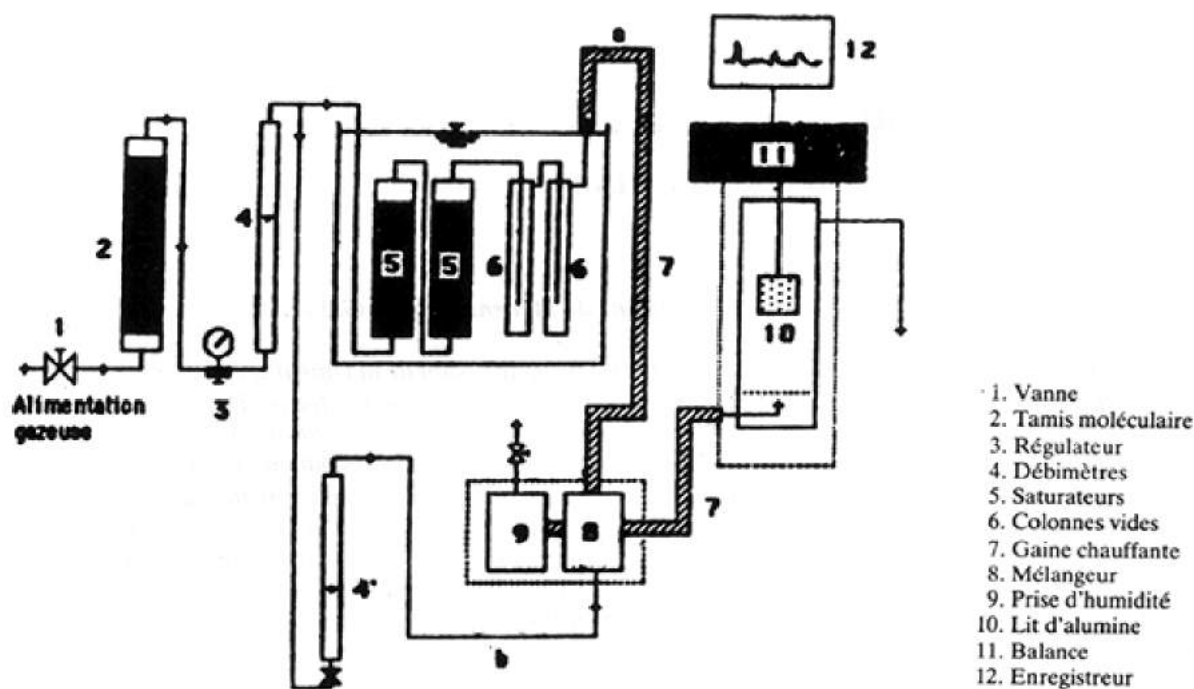 a
12
11
4
2
5
5
6
6
7
10
1
Alimentation
gazeuse
3
7
9
8
4'
b
1. Vanne
2. Tamis moléculaire
3. Régulateur
4. Débimètres
5. Saturateurs
6. Colonnes vides
7. Gaine chauffante
8. Mélangeur
9. Prise d'humidité
10. Lit d'alumine
11. Balance
12. Enregistreur